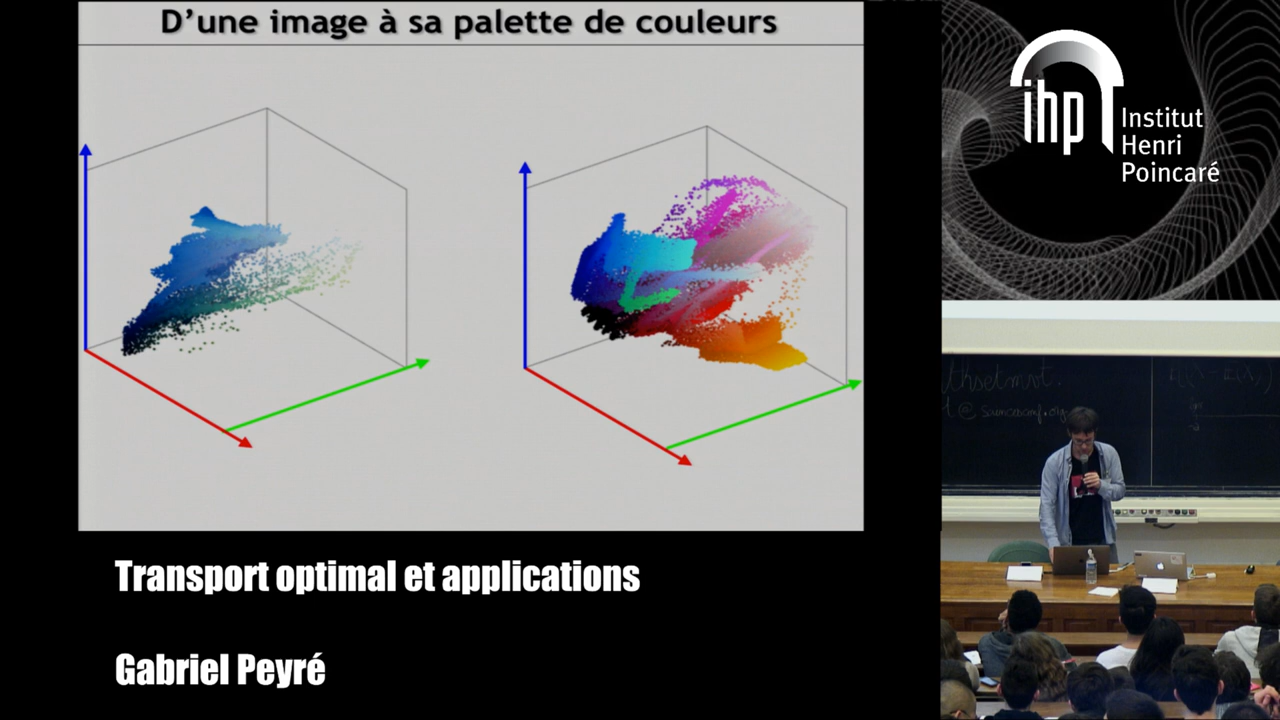 D'une image à sa palette de couleurs
ihp
Institut
Henri
Poincaré
Transport optimal et applications
Gabriel Peyré